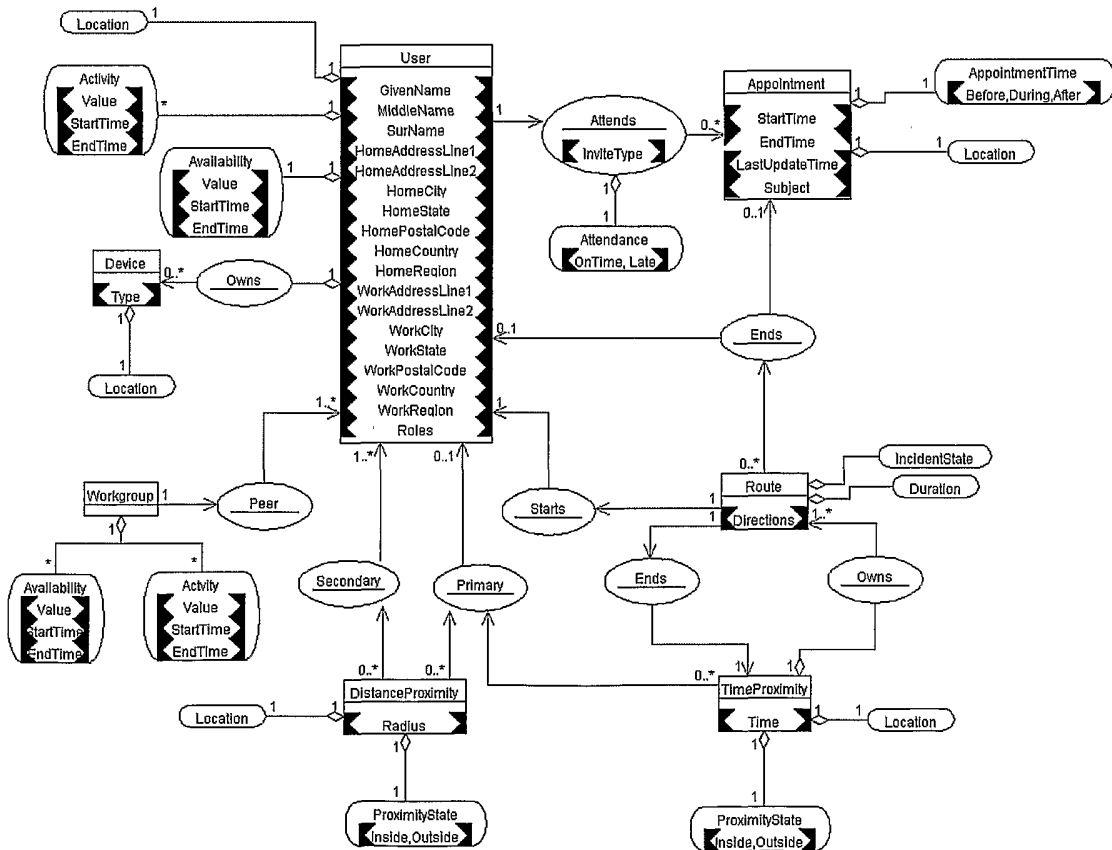 Location
1
1
User
GivenName
MiddleName
SurName
HomeAddressLine1
HomeAddressLine2
HomeCity
HomeState
HomePostalCode
HomeCountry
HomeRegion
WorkAddressLine1
WorkAddressLine2
WorkCity
WorkState
WorkPostalCode
WorkCountry
WorkRegion
Roles
Activity
Value
StartTime
EndTime
*
1
Availability
Value
StartTime
EndTime
1
1
Device
Type
0..*
Owns
1
1
1
Location
1
Attends
InviteType
0..*
1
1
Attendance
OnTime, Late
Appointment
StartTime
EndTime
LastUpdateTime
Subject
1
1
AppointmentTime
Before,During,After
1
1
Location
0..1
0..1
Ends
0..*
Route
Directions
IncidentState
Duration
1
Starts
1
1
Ends
1
1..*
Owns
1
Workgroup
1
Peer
1..*
1
*
*
Availability
Value
StartTime
EndTime
Activity
Value
StartTime
EndTime
1..*
0..1
Secondary
Primary
0..*
0..*
0..*
DistanceProximity
Radius
Location
1
1
1
1
ProximityState
Inside,Outside
TimeProximity
Time
1
1
Location
1
1
ProximityState
Inside,Outside